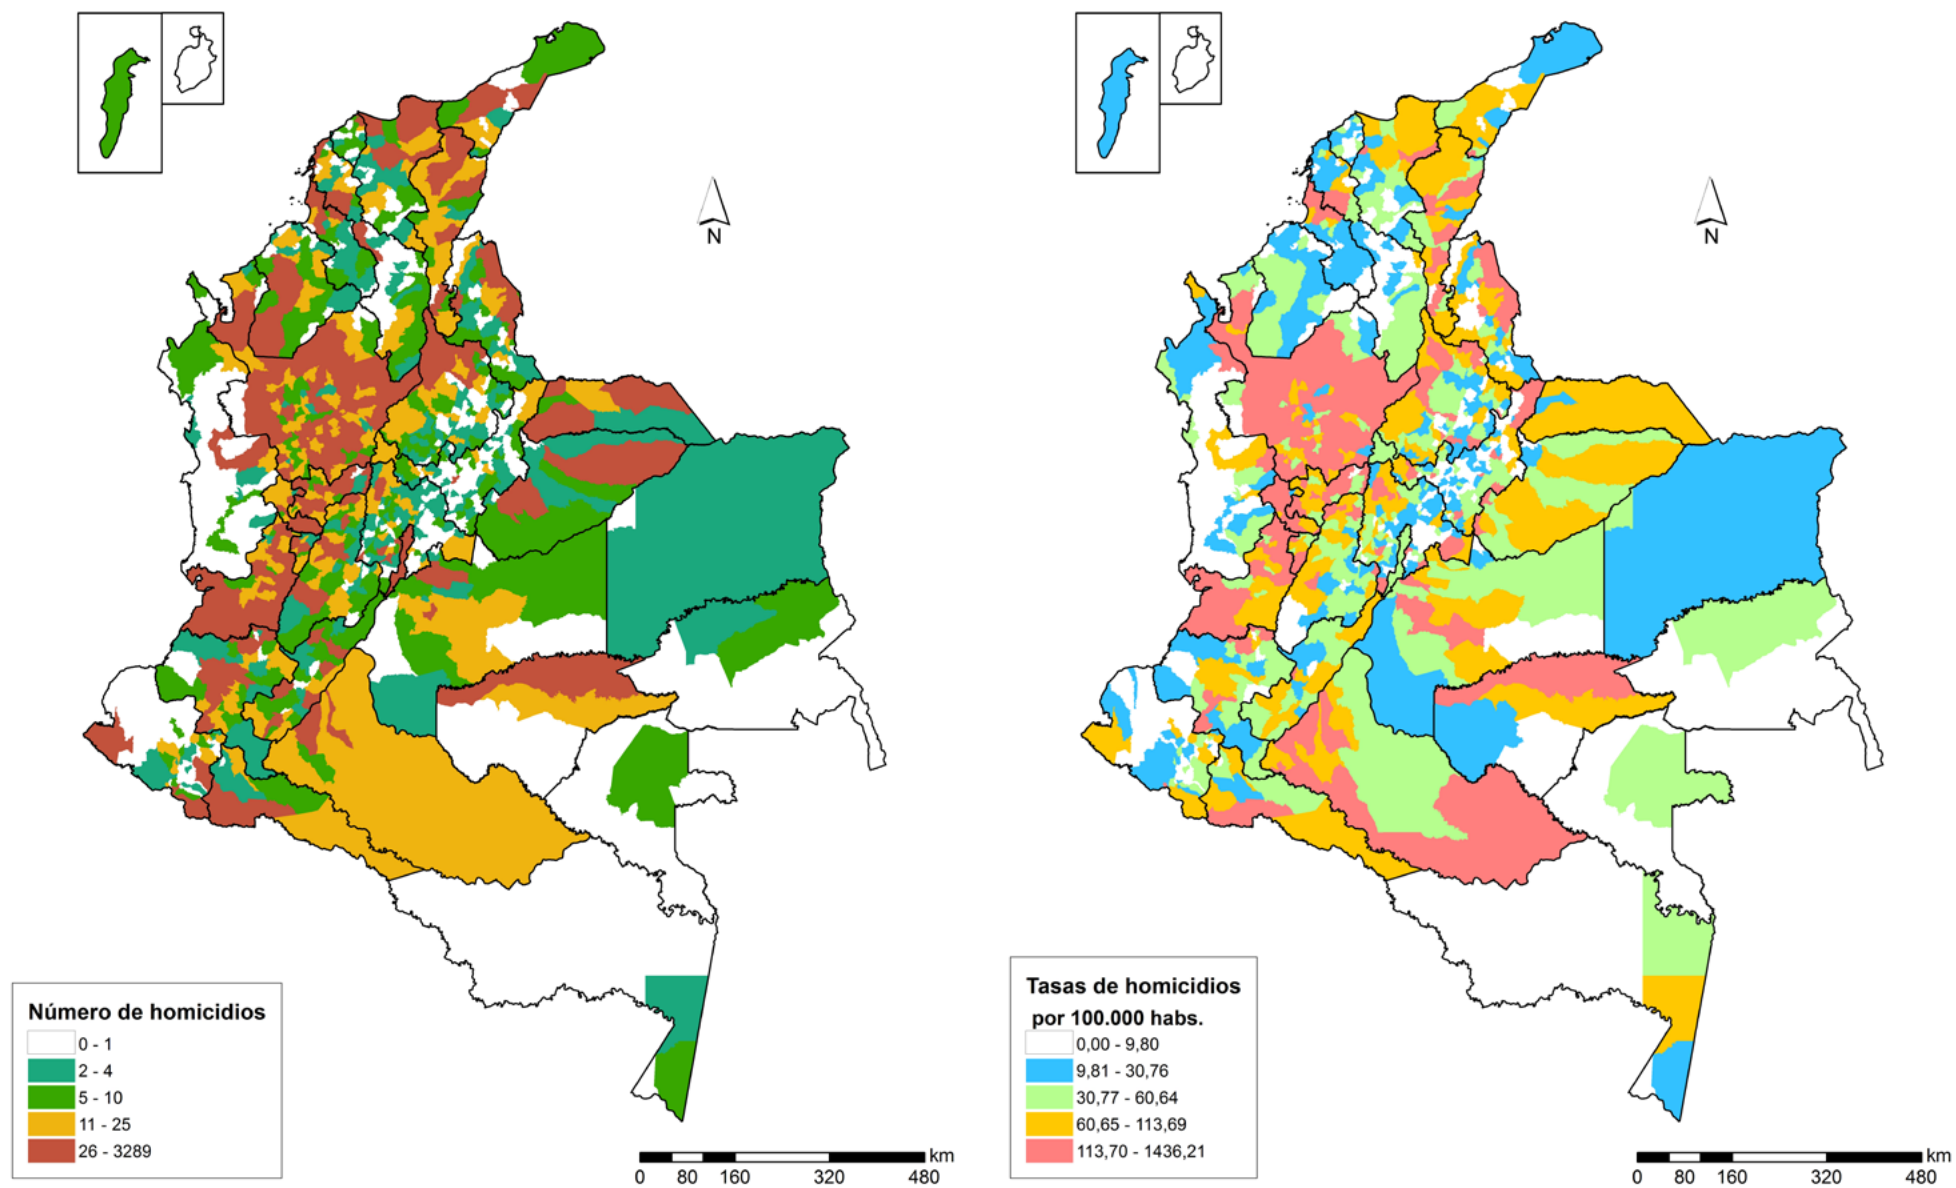 N
N
Número de homicidios
0 - 1
2 - 4
5 - 10
11 - 25
26 - 3289
km
0 80 160 320 480
Tasas de homicidios
por 100.000 habs.
0,00 - 9,80
9,81 - 30,76
30,77 - 60,64
60,65 - 113,69
113,70 - 1436,21
km
0 80 160 320 480